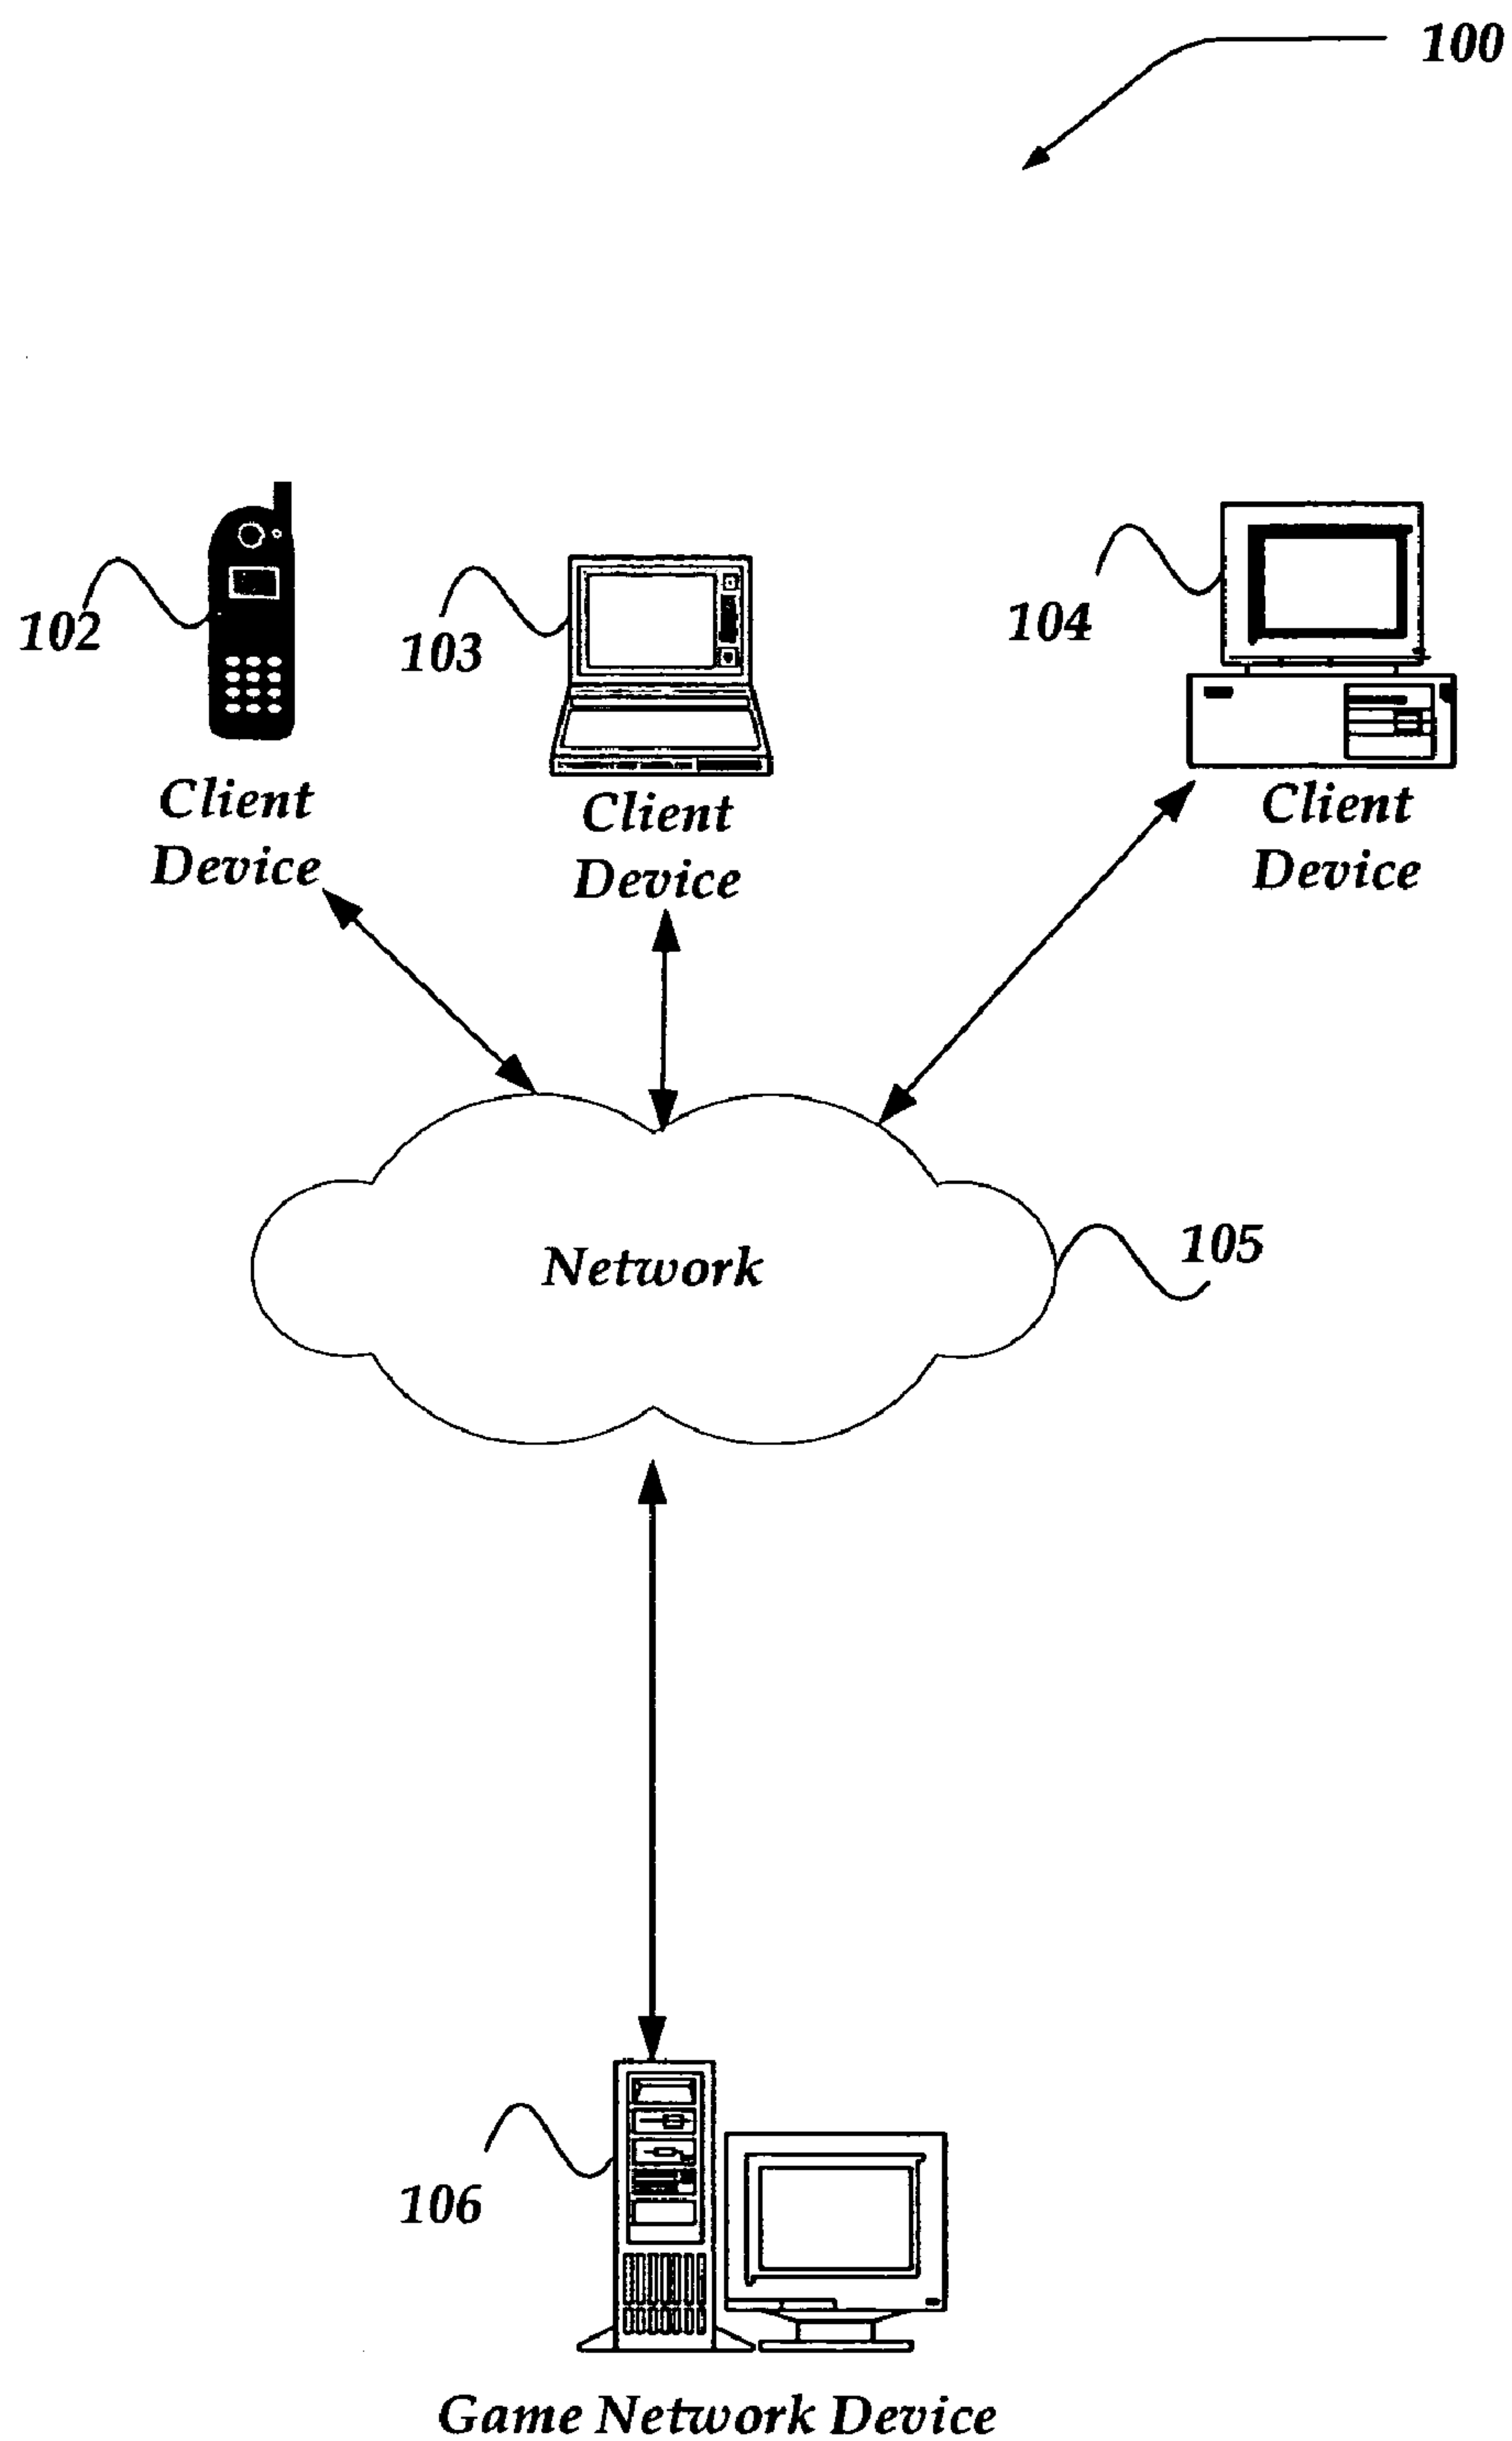 100
102
103
104
Client
Device
Client
Device
Client
Device
Network
105
106
Game Network Device